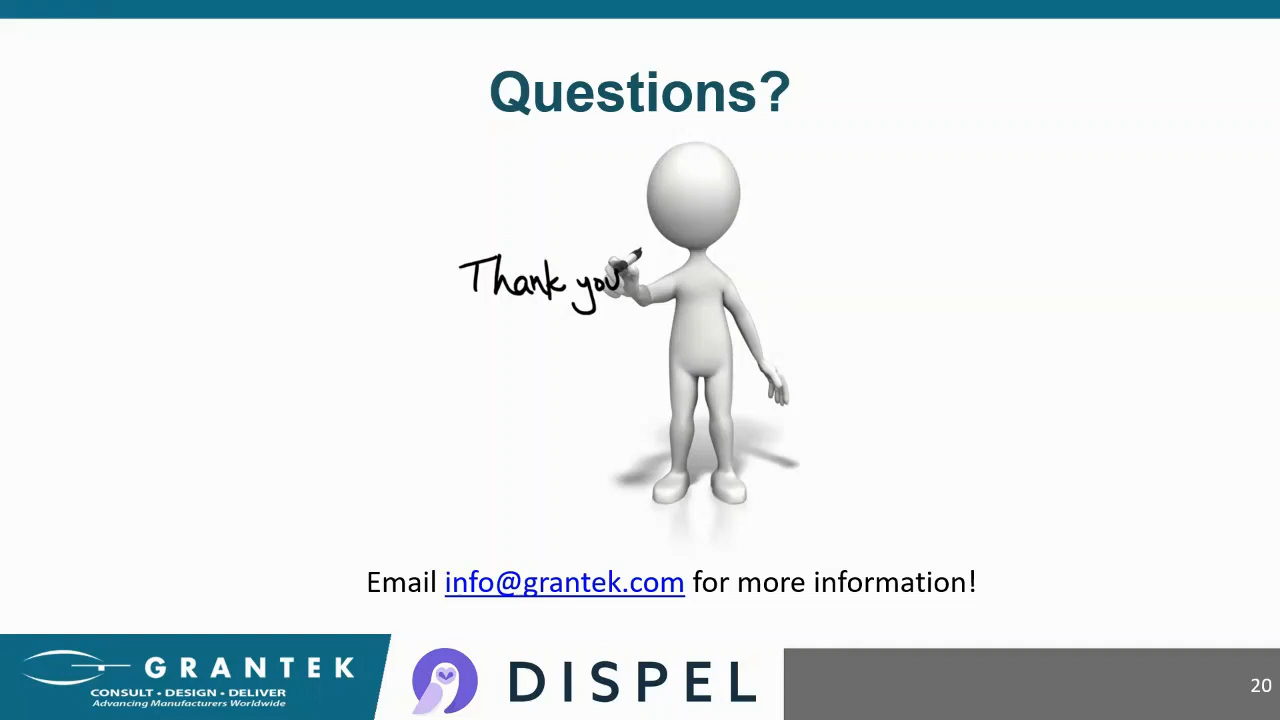 Questions?
Thank you
Email info@grantek.com for more information!
GRANTEK
CONSULT • DESIGN • DELIVER
Advancing Manufacturers Worldwide
DISPEL
20